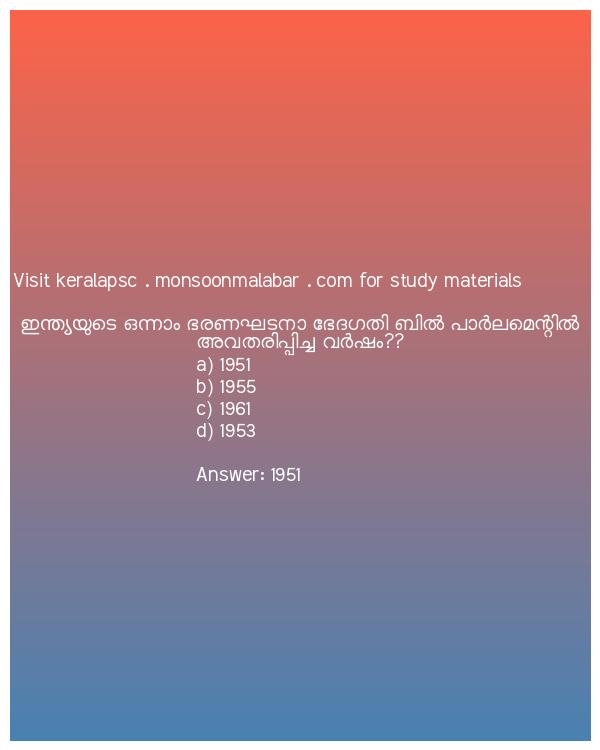 Visit keralapsc . monsoonmalabar . com for study materials
ഇന്ത്യയുടെ ഒന്നാം ഭരണഘടനാ ഭേദഗതി ബിൽ പാർലമെന്റിൽ
അവതരിപ്പിച്ച വർഷം??
a) 1951
b) 1955
c) 1961
d) 1953
Answer: 1951